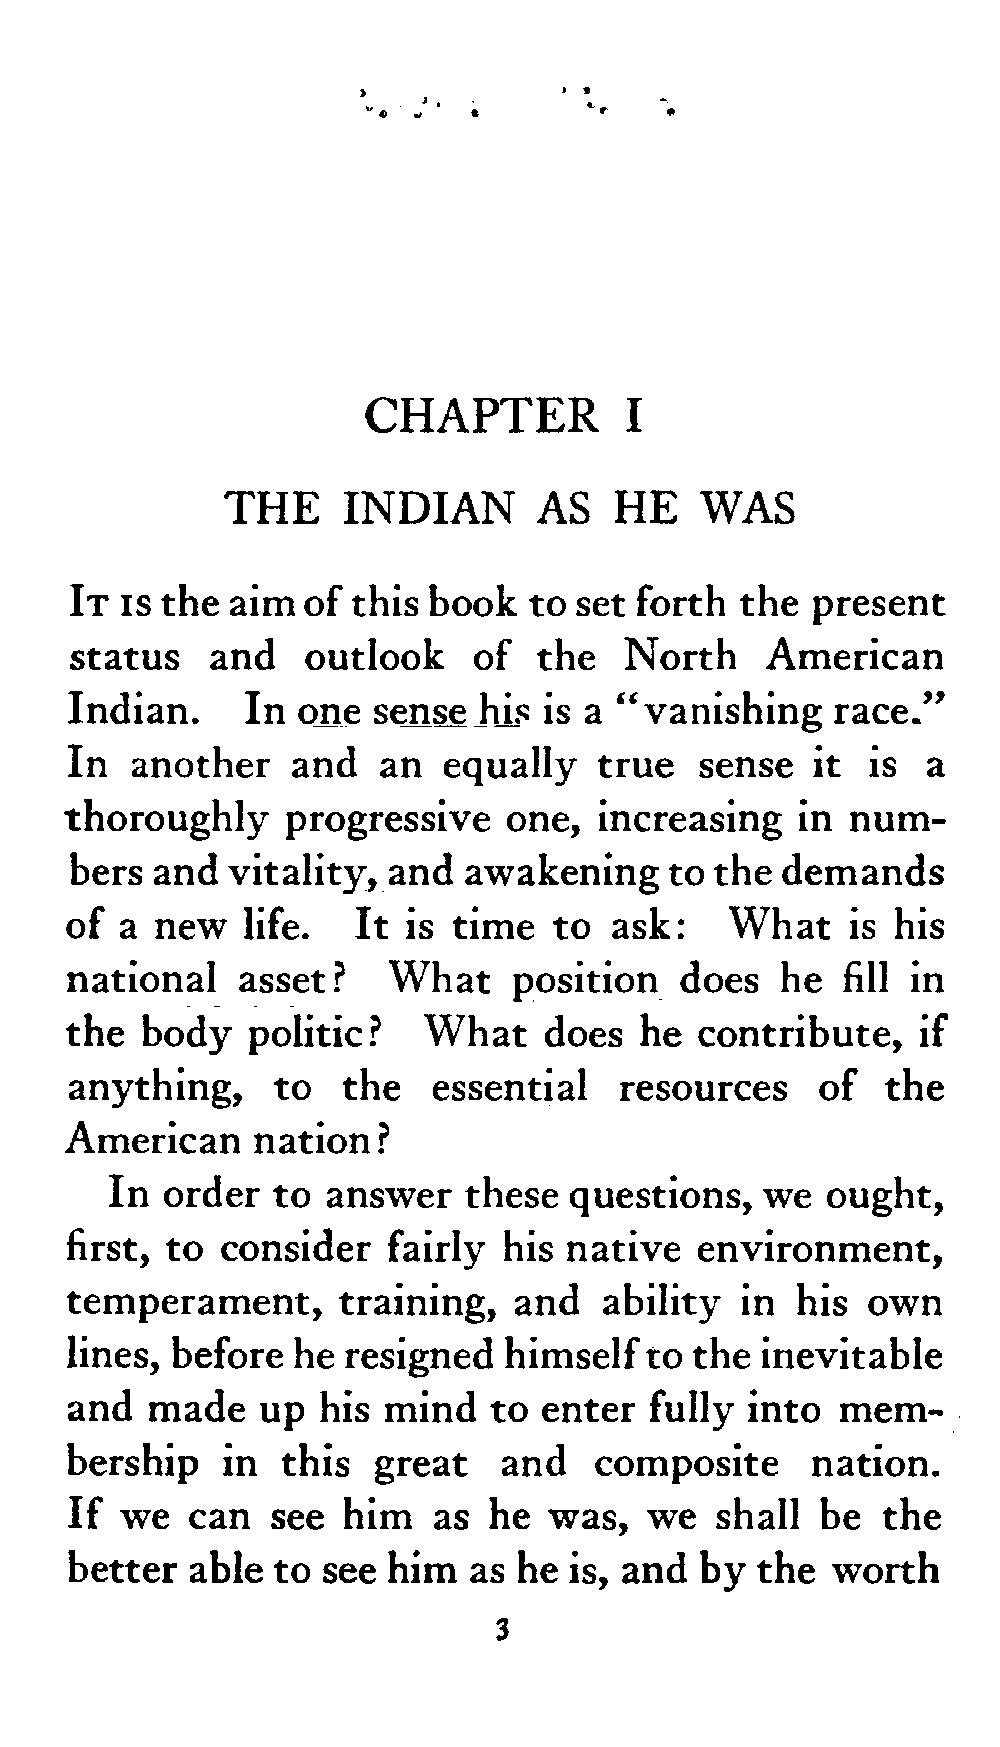 CHAPTER I
THE INDIAN AS HE WAS
IT IS the aim of this book to set forth the present
status and outlook of the North American
Indian. In one sense his is a “vanishing race.”
In another and an equally true sense it is a
thoroughly progressive one, increasing in num-
bers and vitality, and awakening to the demands
of a new life. It is time to ask: What is his
national asset? What position does he fill in
the body politic? What does he contribute, if
anything, to the essential resources of the
American nation?
In order to answer these questions, we ought,
first, to consider fairly his native environment,
temperament, training, and ability in his own
lines, before he resigned himself to the inevitable
and made up his mind to enter fully into mem-
bership in this great and composite nation.
If we can see him as he was, we shall be the
better able to see him as he is, and by the worth
3